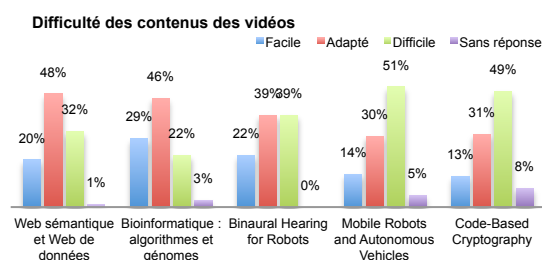 Difficulté des contenus des vidéos
Facile Adapté Difficile Sans réponse
20% 48% 32% 1%
29% 46% 22% 3%
22% 39% 39% 0%
14% 30% 51% 5%
13% 31% 49% 8%
Web sémantique
et Web de
données
Bioinformatique :
algorithmes et
génomes
Binaural Hearing
for Robots
Mobile Robots
and Autonomous
Vehicles
Code-Based
Cryptography